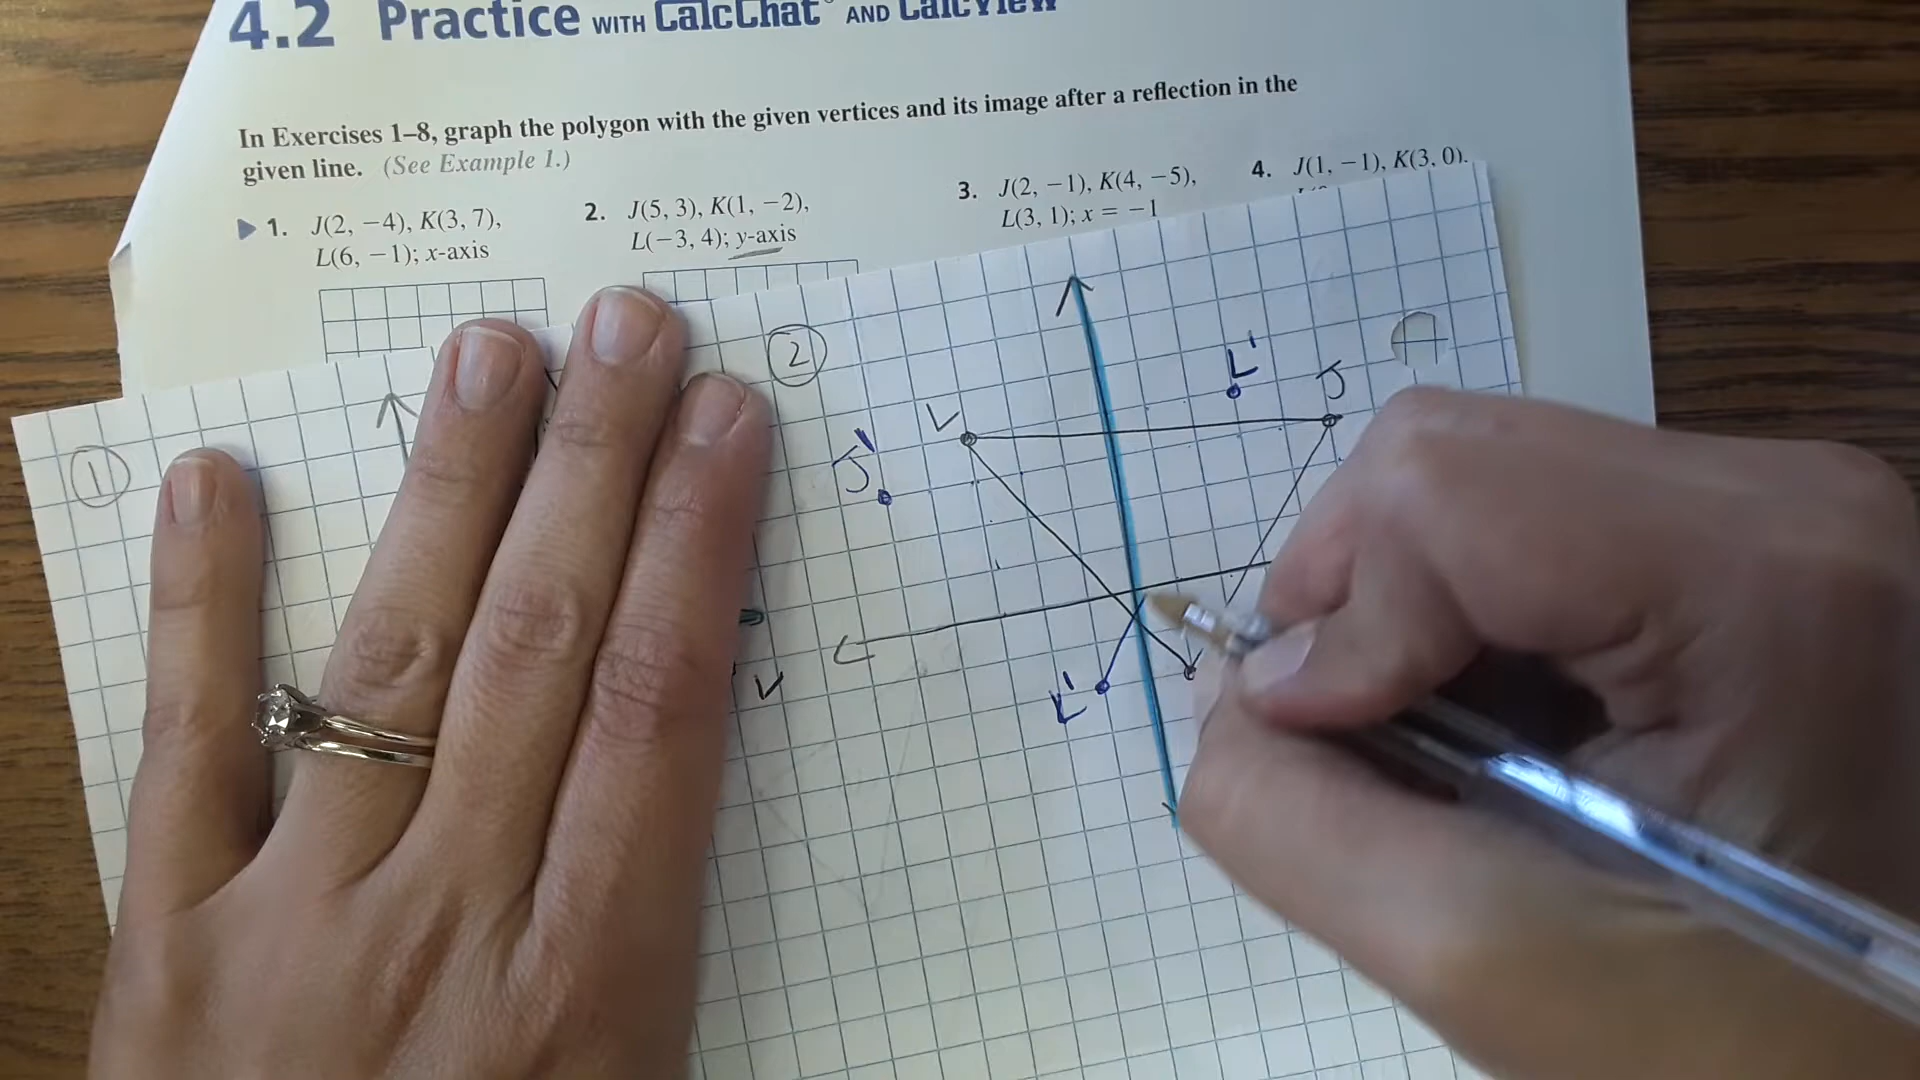 4.2 Practice WITH CalcChat® AND CalcView
In Exercises 1–8, graph the polygon with the given vertices and its image after a reflection in the
given line. (See Example 1.)
1. J(2, −4), K(3, 7),
L(6, −1); x-axis
2. J(5, 3), K(1, −2),
L(−3, 4); y-axis
3. J(2, −1), K(4, −5),
L(3, 1); x = −1
4. J(1, −1), K(3, 0),
1
2
L'
J
L
J'
K'
L